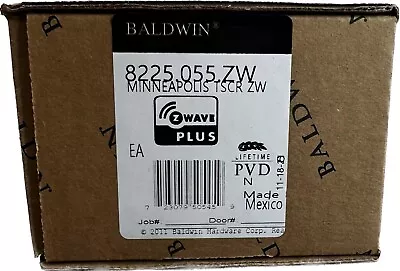 BALDWIN®
8225.055.ZW
MINNEAPOLIS TSCR ZW
Z WAVE
PLUS
EA
LIFETIME
PVD
N
Made
Mexico
11-18-23
Job#
Door#
© 2011 Baldwin Hardware Corp.
BALDWIN